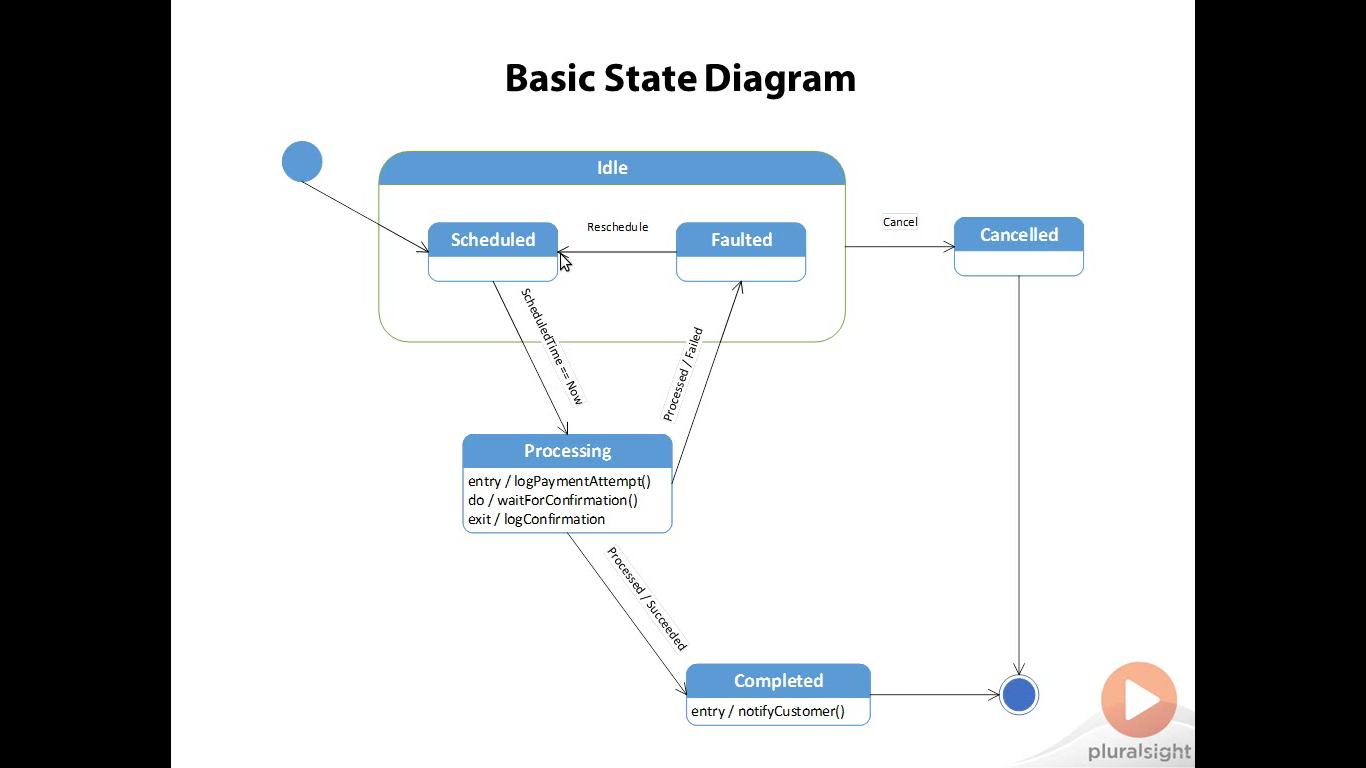 Basic State Diagram
Idle
Scheduled
Reschedule
Faulted
Cancel
Cancelled
ScheduledTime == Now
Processed / Failed
Processing
entry / logPaymentAttempt()
do / waitForConfirmation()
exit / logConfirmation
Processed / Succeeded
Completed
entry / notifyCustomer()
pluralsight